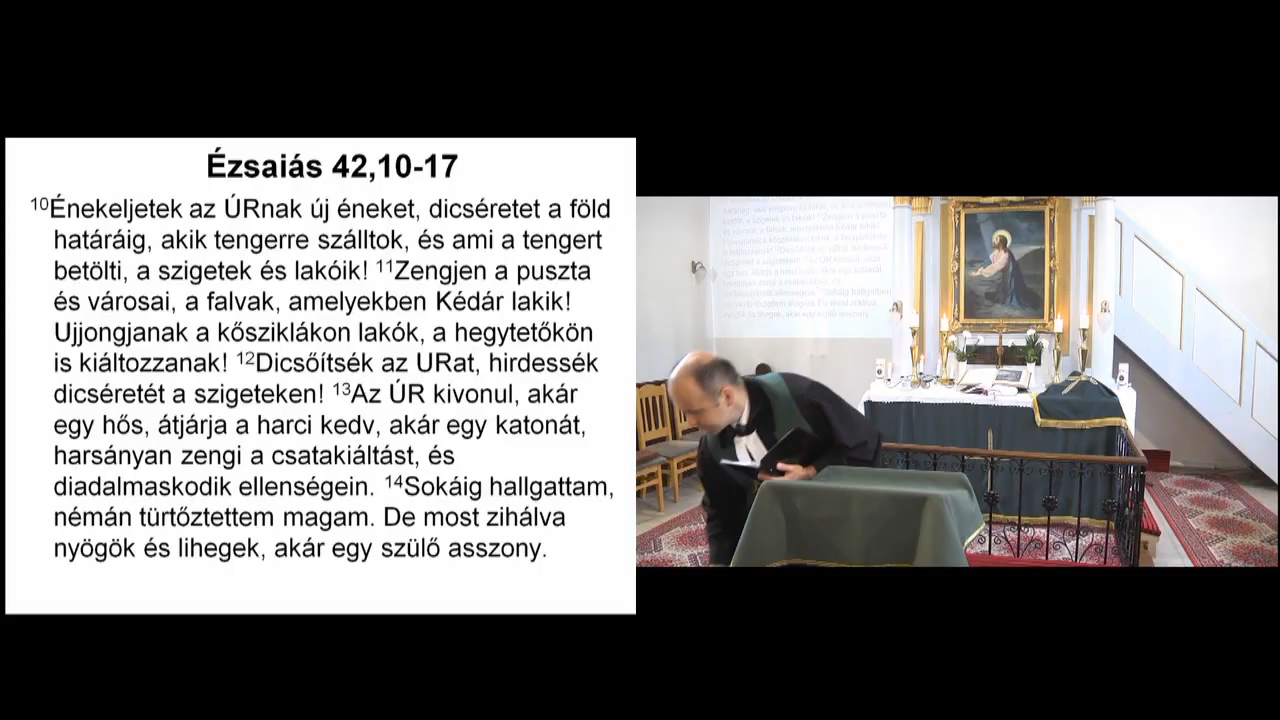 Ézsaiás 42,10-17
¹⁰Énekeljetek az ÚRnak új éneket, dicséretet a föld
határáig, akik tengerre szálltok, és ami a tengert
betölti, a szigetek és lakóik! ¹¹Zengjen a puszta
és városai, a falvak, amelyekben Kédár lakik!
Ujjongjanak a kősziklákon lakók, a hegytetőkön
is kiáltozzanak! ¹²Dicsőítsék az URat, hirdessék
dicséretét a szigeteken! ¹³Az ÚR kivonul, akár
egy hős, átjárja a harci kedv, akár egy katonát,
harsányan zengi a csatakiáltást, és
diadalmaskodik ellenségein. ¹⁴Sokáig hallgattam,
némán türtőztettem magam. De most zihálva
nyögök és lihegek, akár egy szülő asszony.